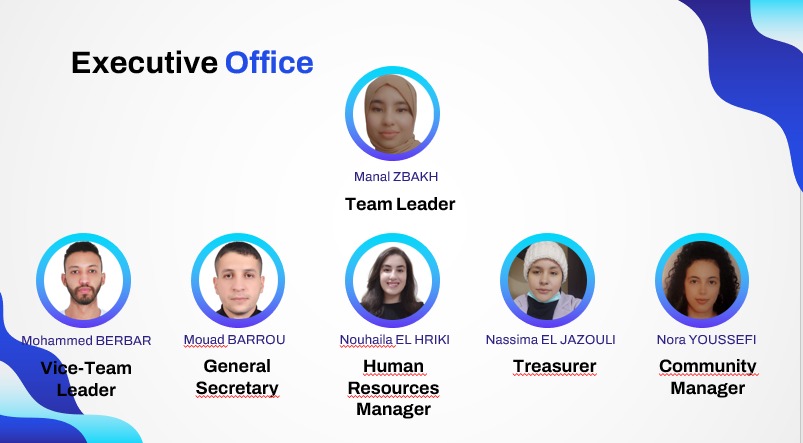 Executive Office
Manal ZBAKH
Team Leader
Mohammed BERBAR
Vice-Team
Leader
Mouad BARROU
General
Secretary
Nouhaila EL HRIKI
Human
Resources
Manager
Nassima EL JAZOULI
Treasurer
Nora YOUSSEFI
Community
Manager